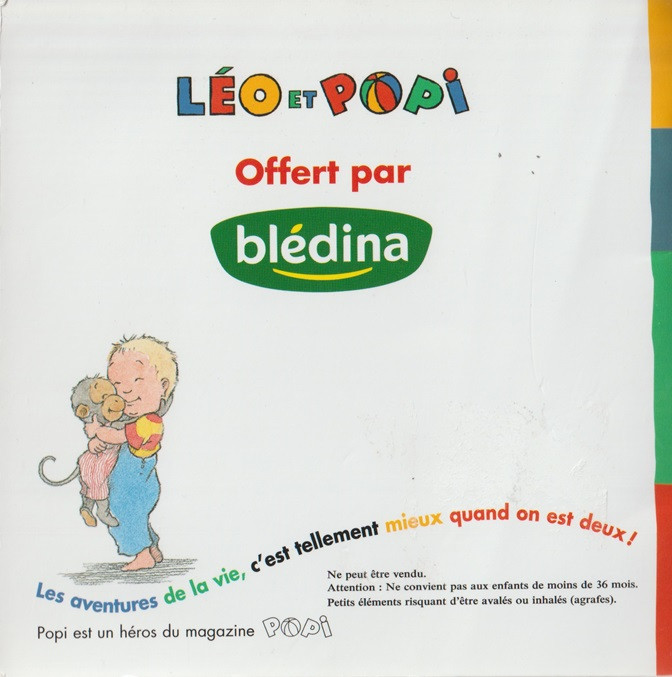 LÉO ET POPI
Offert par
blédina
Les aventures de la vie, c'est tellement mieux quand on est deux !
Ne peut être vendu.
Attention : Ne convient pas aux enfants de moins de 36 mois.
Petits éléments risquant d'être avalés ou inhalés (agrafes).
Popi est un héros du magazine POPi